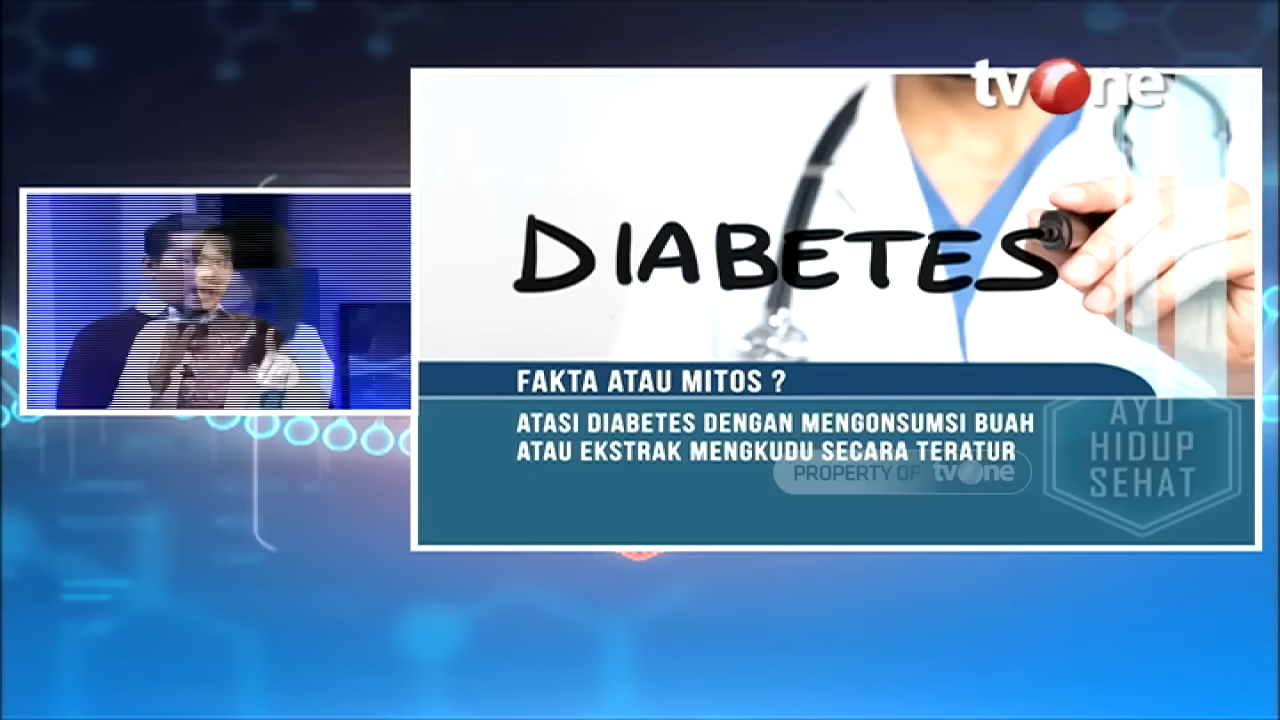 tvOne
DIABETES
FAKTA ATAU MITOS ?
ATASI DIABETES DENGAN MENGONSUMSI BUAH
ATAU EKSTRAK MENGKUDU SECARA TERATUR
PROPERTY OF tvOne
AYO
HIDUP
SEHAT